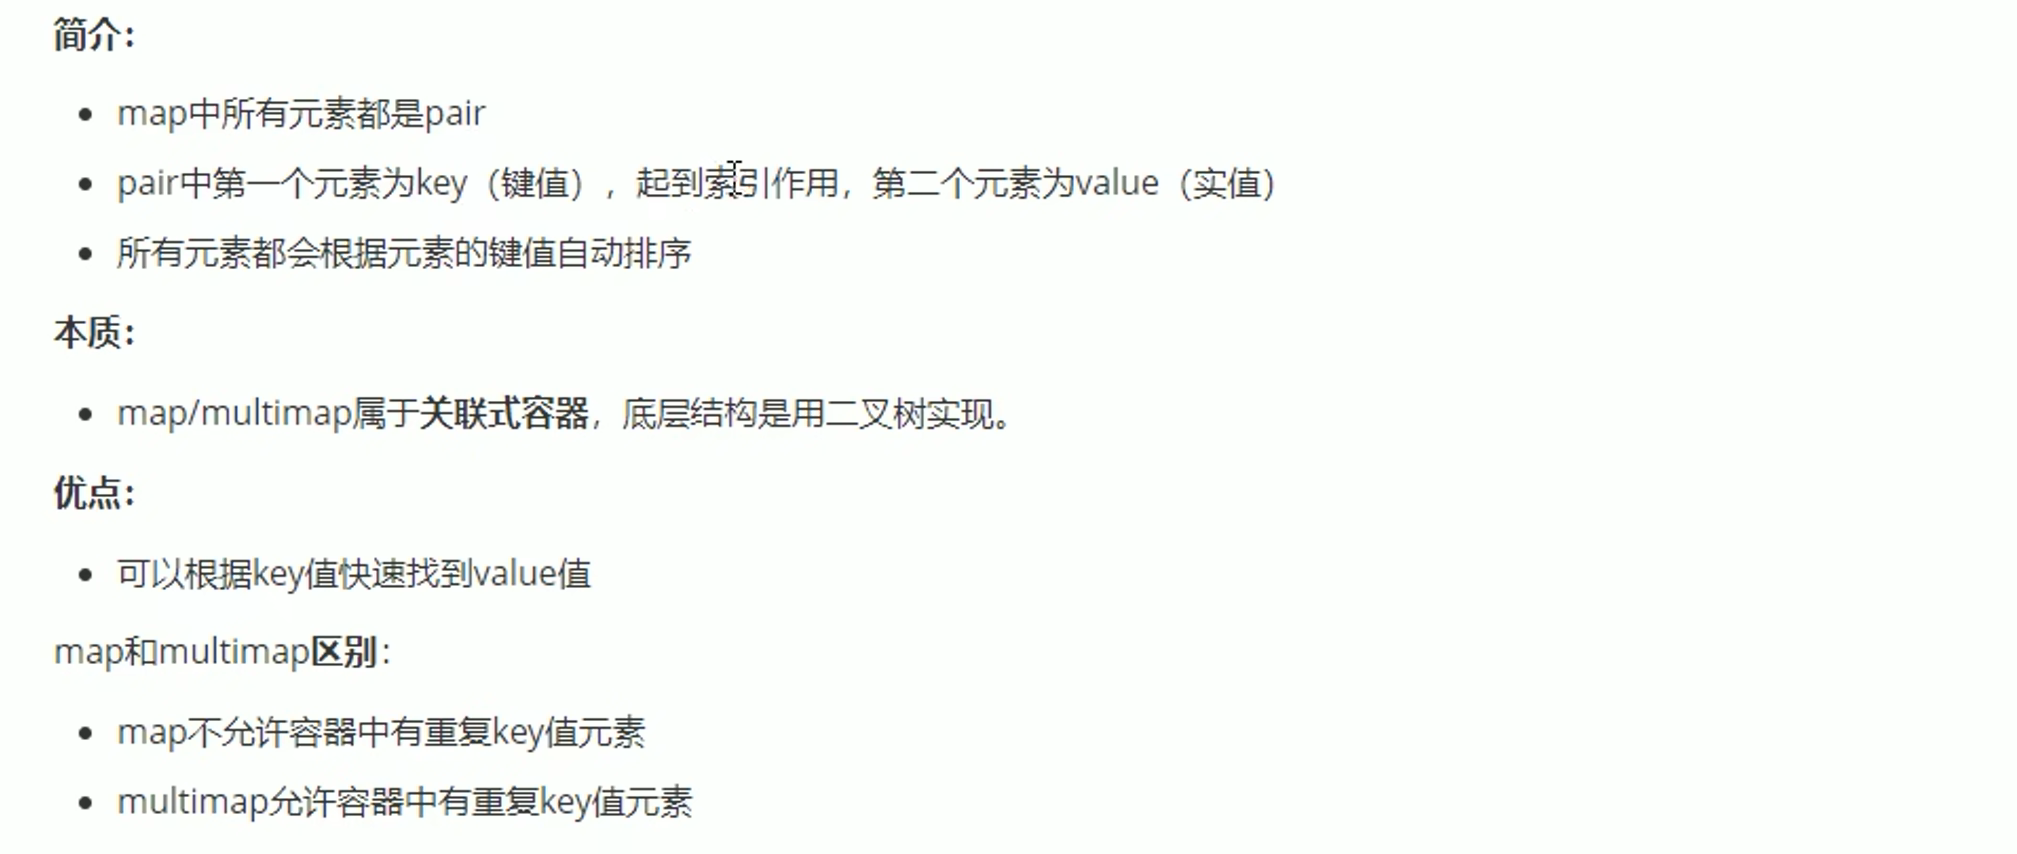 简介：
map中所有元素都是pair
pair中第一个元素为key（键值），起到索引作用，第二个元素为value（实值）
所有元素都会根据元素的键值自动排序
本质：
map/multimap属于关联式容器，底层结构是用二叉树实现。
优点：
可以根据key值快速找到value值
map和multimap区别：
map不允许容器中有重复key值元素
multimap允许容器中有重复key值元素